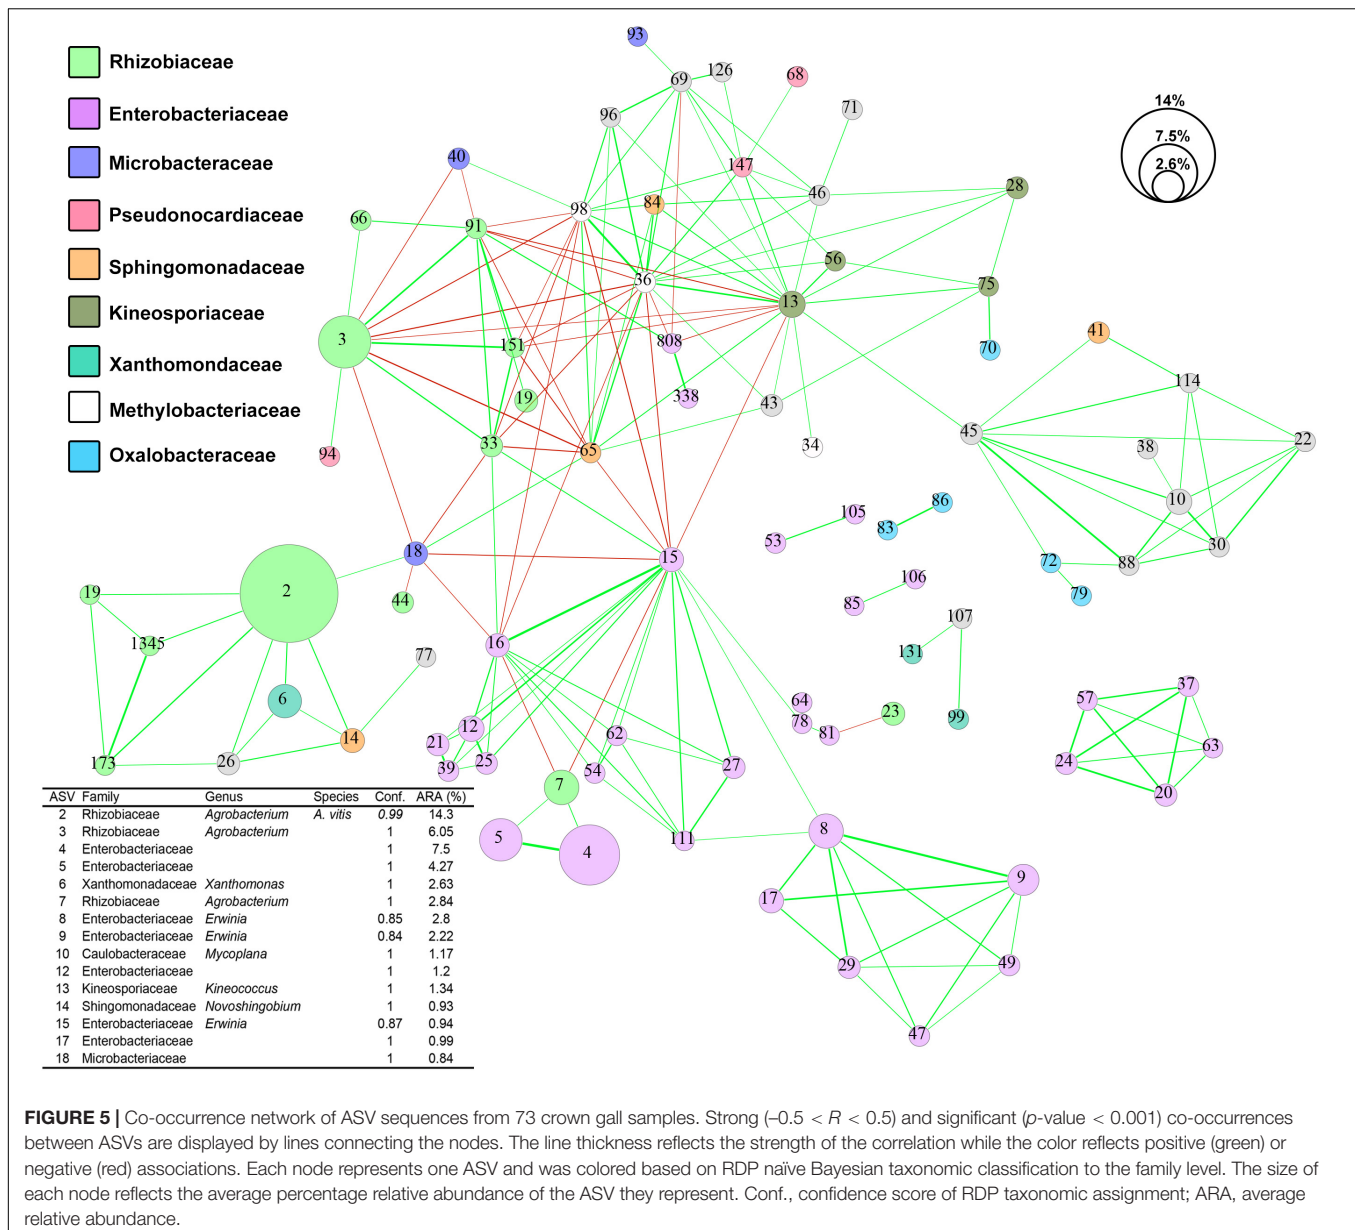 Rhizobiaceae
Enterobacteriaceae
Microbacteraceae
Pseudonocardiaceae
Sphingomonadaceae
Kineosporiaceae
Xanthomondaceae
Methylobacteriaceae
Oxalobacteraceae
14%
7.5%
2.6%
93
69
126
68
96
71
40
147
46
28
66
91
98
84
36
56
13
75
3
151
808
70
41
19
338
43
114
94
33
65
34
45
38
22
10
86
105
83
53
30
18
15
72
88
2
106
79
19
44
85
1345
16
77
107
131
6
64
23
57
37
14
12
78
81
99
21
62
63
173
26
39
25
54
27
24
7
20
5
4
111
8
9
17
29
49
47
ASV Family Genus Species Conf. ARA (%)
2 Rhizobiaceae Agrobacterium A. vitis 0.99 14.3
3 Rhizobiaceae Agrobacterium 1 6.05
4 Enterobacteriaceae 1 7.5
5 Enterobacteriaceae 1 4.27
6 Xanthomonadaceae Xanthomonas 1 2.63
7 Rhizobiaceae Agrobacterium 1 2.84
8 Enterobacteriaceae Erwinia 0.85 2.8
9 Enterobacteriaceae Erwinia 0.84 2.22
10 Caulobacteraceae Mycoplana 1 1.17
12 Enterobacteriaceae 1 1.2
13 Kineosporiaceae Kineococcus 1 1.34
14 Shingomonadaceae Novoshingobium 1 0.93
15 Enterobacteriaceae Erwinia 0.87 0.94
17 Enterobacteriaceae 1 0.99
18 Microbacteriaceae 1 0.84
FIGURE 5 | Co-occurrence network of ASV sequences from 73 crown gall samples. Strong (–0.5 < R < 0.5) and significant (p-value < 0.001) co-occurrences
between ASVs are displayed by lines connecting the nodes. The line thickness reflects the strength of the correlation while the color reflects positive (green) or
negative (red) associations. Each node represents one ASV and was colored based on RDP naïve Bayesian taxonomic classification to the family level. The size of
each node reflects the average percentage relative abundance of the ASV they represent. Conf., confidence score of RDP taxonomic assignment; ARA, average
relative abundance.